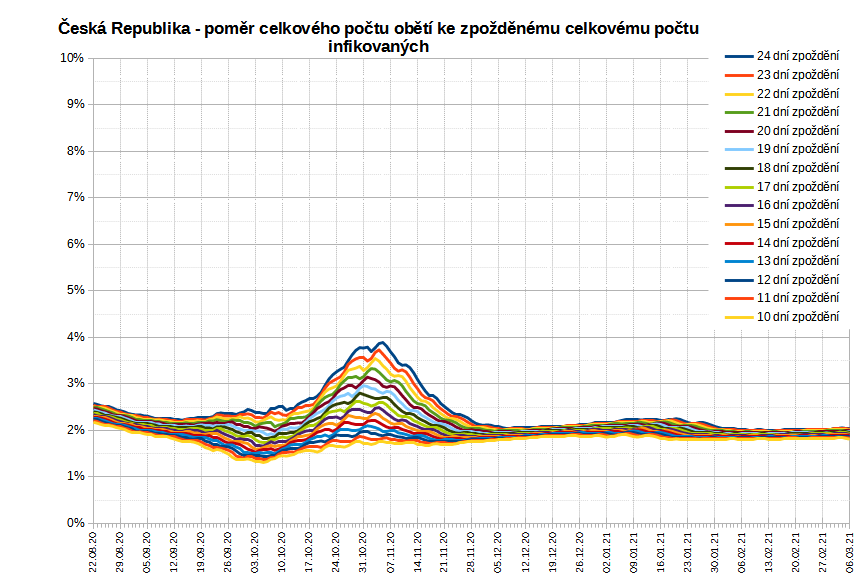 Česká Republika - poměr celkového počtu obětí ke zpožděnému celkovému počtu
infikovaných
10%
9%
8%
7%
6%
5%
4%
3%
2%
1%
0%
24 dní zpoždění
23 dní zpoždění
22 dní zpoždění
21 dní zpoždění
20 dní zpoždění
19 dní zpoždění
18 dní zpoždění
17 dní zpoždění
16 dní zpoždění
15 dní zpoždění
14 dní zpoždění
13 dní zpoždění
12 dní zpoždění
11 dní zpoždění
10 dní zpoždění
22.08.20
29.08.20
05.09.20
12.09.20
19.09.20
26.09.20
03.10.20
10.10.20
17.10.20
24.10.20
31.10.20
07.11.20
14.11.20
21.11.20
28.11.20
05.12.20
12.12.20
19.12.20
26.12.20
02.01.21
09.01.21
16.01.21
23.01.21
30.01.21
06.02.21
13.02.21
20.02.21
27.02.21
06.03.21